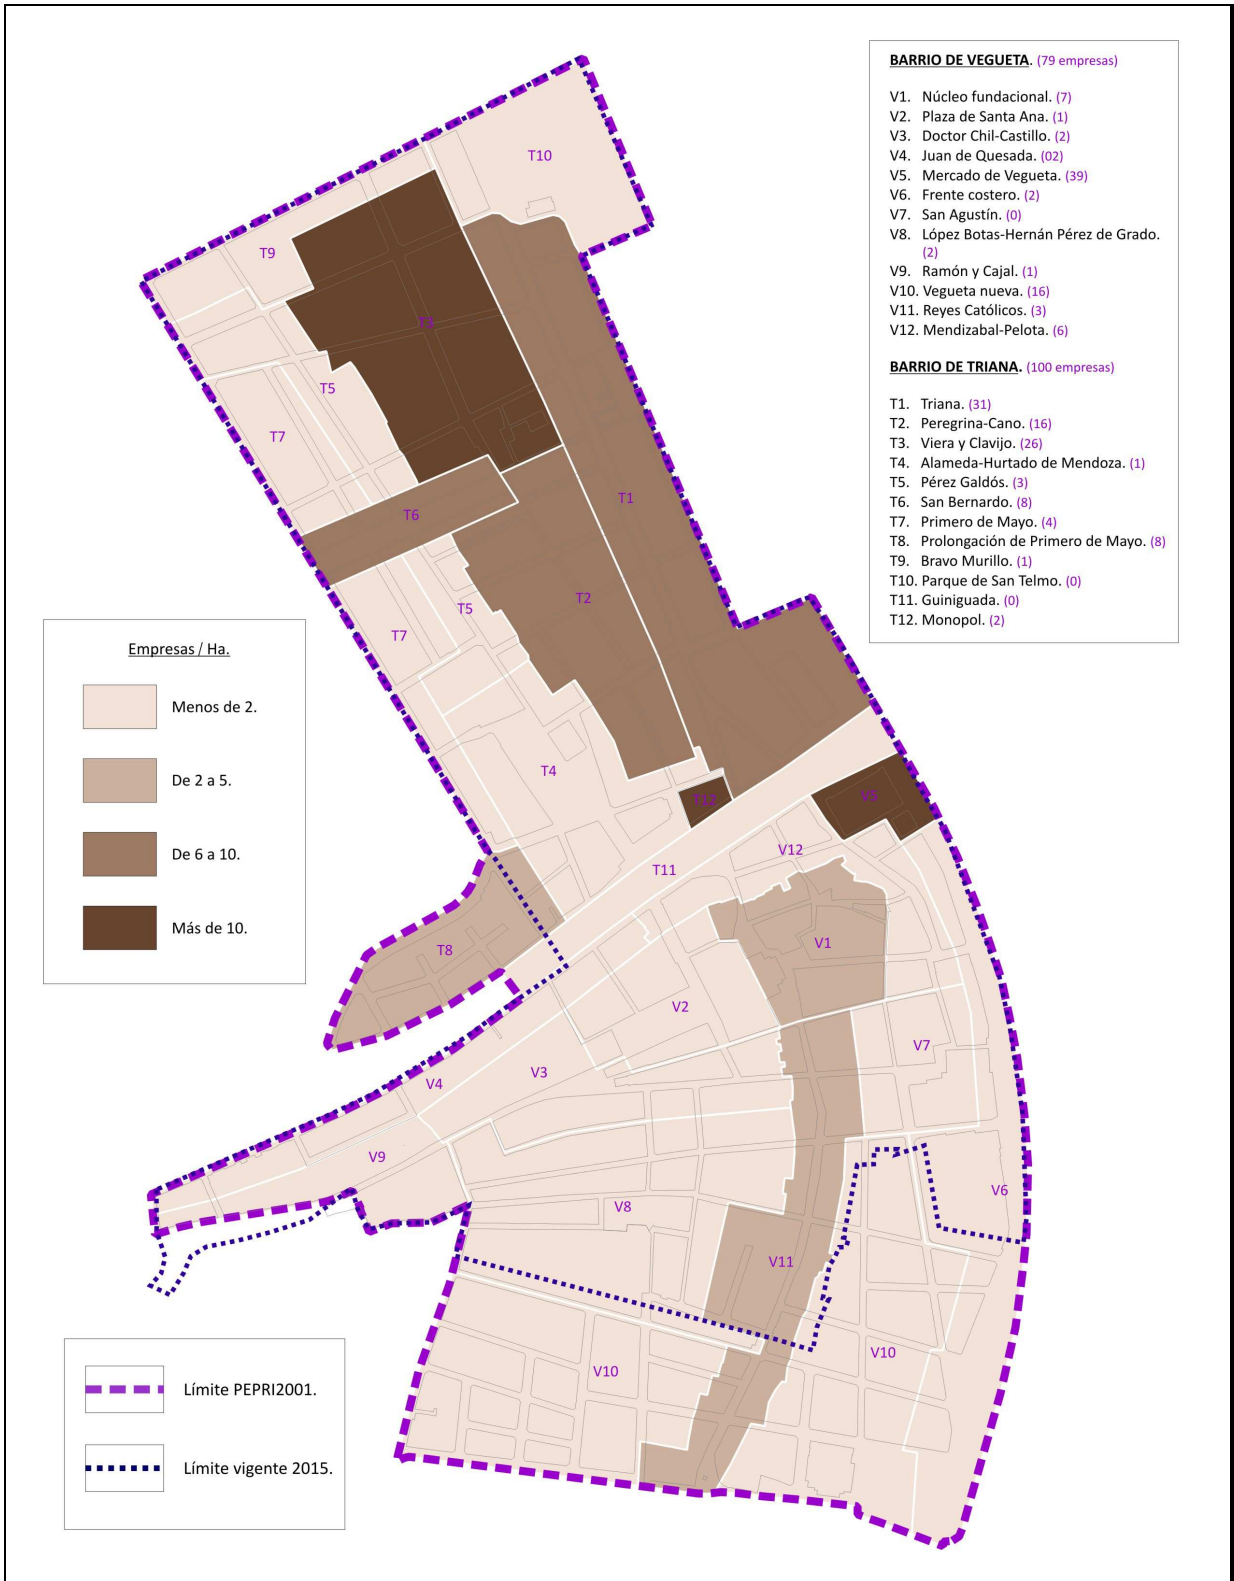 BARRIO DE VEGUETA. (79 empresas)
V1. Núcleo fundacional. (7)
V2. Plaza de Santa Ana. (1)
V3. Doctor Chil-Castillo. (2)
V4. Juan de Quesada. (02)
V5. Mercado de Vegueta. (39)
V6. Frente costero. (2)
V7. San Agustín. (0)
V8. López Botas-Hernán Pérez de Grado.
(2)
V9. Ramón y Cajal. (1)
V10. Vegueta nueva. (16)
V11. Reyes Católicos. (3)
V12. Mendizabal-Pelota. (6)
BARRIO DE TRIANA. (100 empresas)
T1. Triana. (31)
T2. Peregrina-Cano. (16)
T3. Viera y Clavijo. (26)
T4. Alameda-Hurtado de Mendoza. (1)
T5. Pérez Galdós. (3)
T6. San Bernardo. (8)
T7. Primero de Mayo. (4)
T8. Prolongación de Primero de Mayo. (8)
T9. Bravo Murillo. (1)
T10. Parque de San Telmo. (0)
T11. Guiniguada. (0)
T12. Monopol. (2)
T10
T9
T3
T5
T7
T1
T6
T2
T5
T7
T4
T12
V5
V12
T11
V1
T8
V2
V7
V3
V4
V9
V6
V8
V11
V10
V10
Empresas / Ha.
Menos de 2.
De 2 a 5.
De 6 a 10.
Más de 10.
Límite PEPRI2001.
Límite vigente 2015.